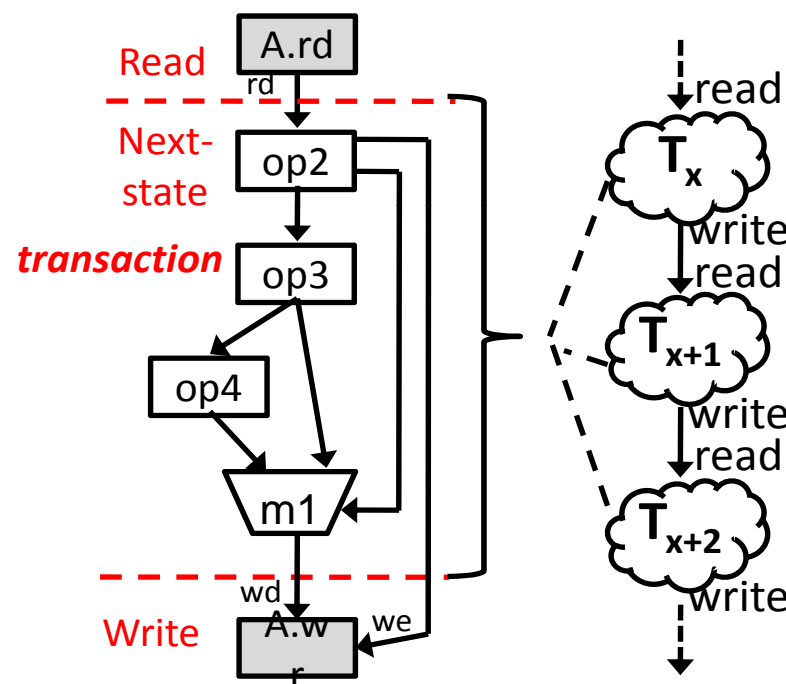 A.rd
Read
rd
Next-
state
op2
transaction
op3
op4
m1
wd
we
Write
A.w
r
read
Tx
write
read
Tx+1
write
read
Tx+2
write